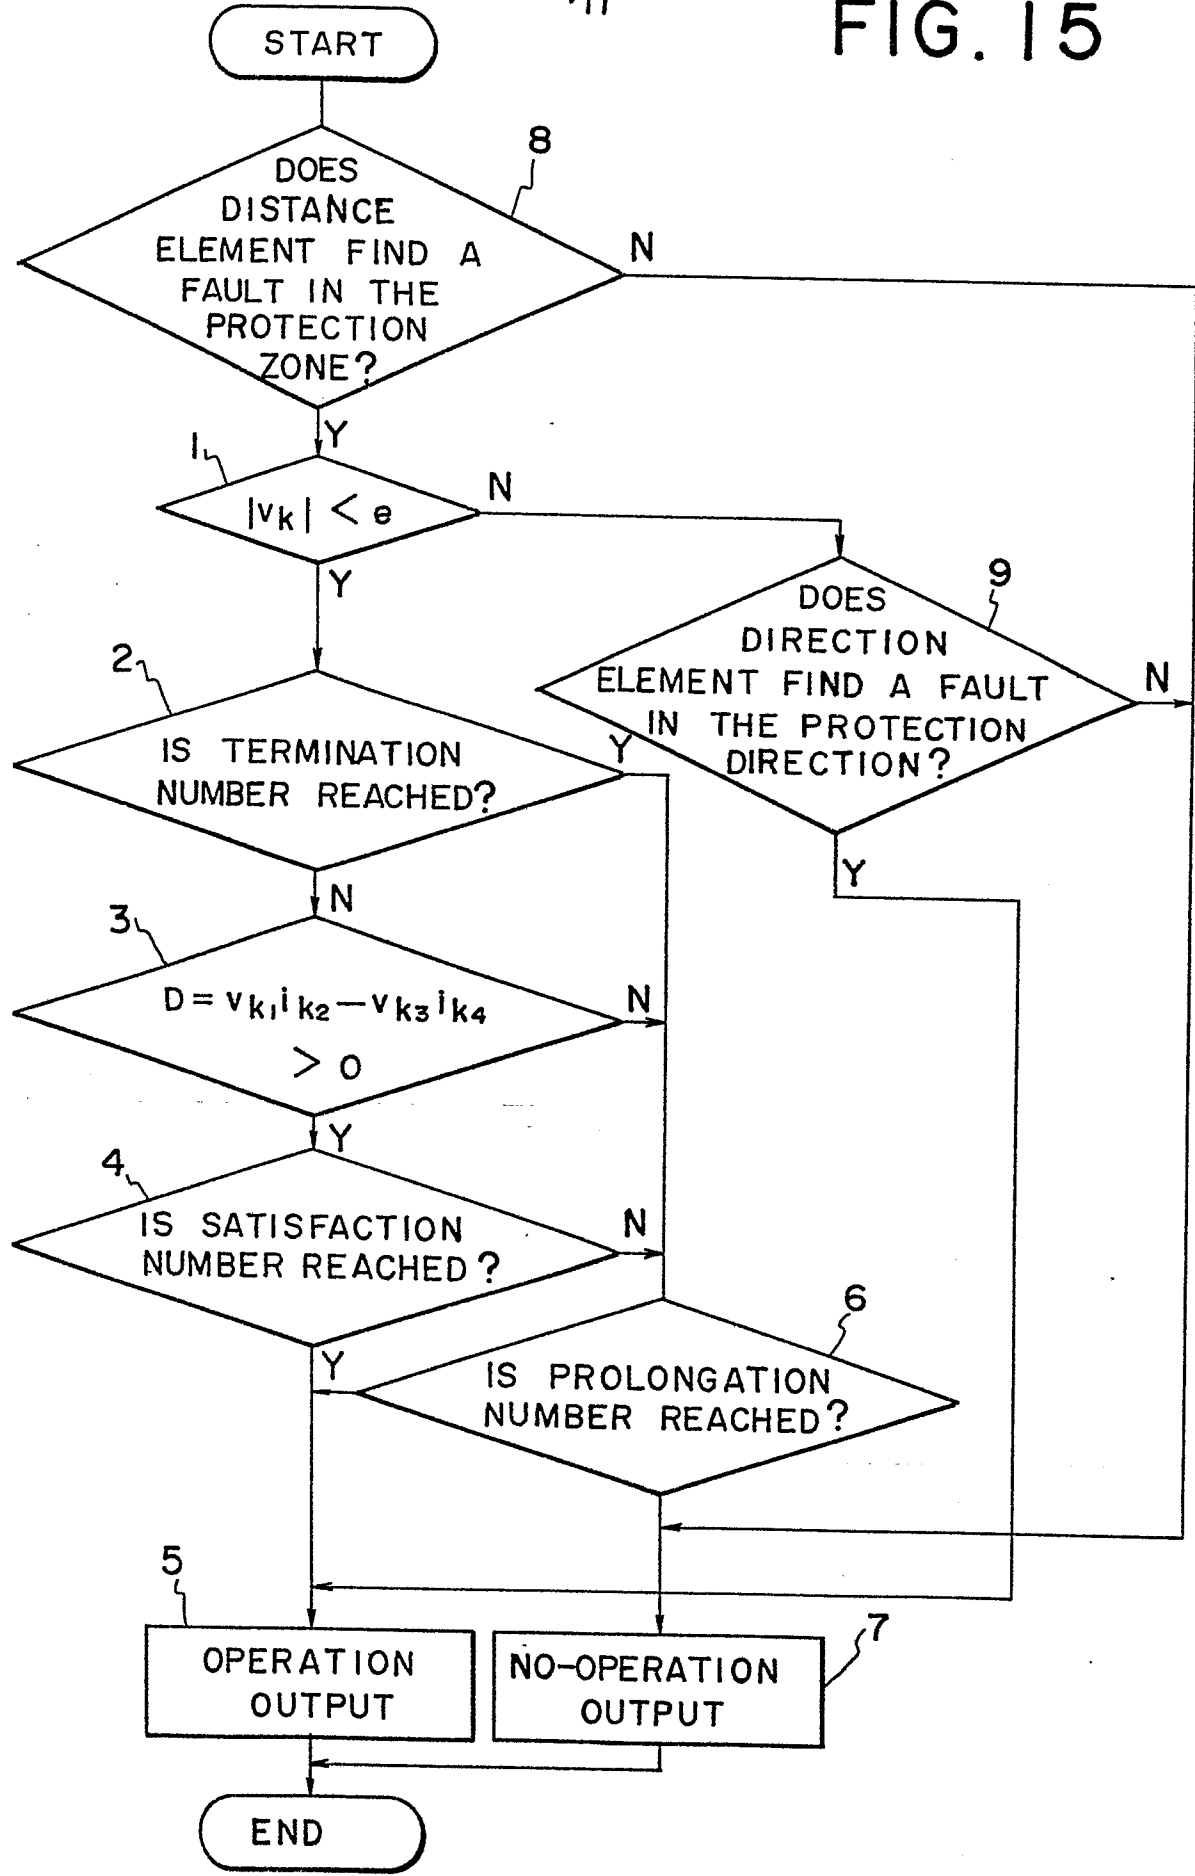 FIG. 15
START
8
DOES
DISTANCE
ELEMENT FIND A
FAULT IN THE
PROTECTION
ZONE?
N
Y
1
|vk| < e
N
Y
9
DOES
DIRECTION
ELEMENT FIND A FAULT
IN THE PROTECTION
DIRECTION?
N
Y
2
IS TERMINATION
NUMBER REACHED?
Y
N
3
D = vk1 ik2 — vk3 ik4
> 0
N
Y
4
IS SATISFACTION
NUMBER REACHED?
N
Y
6
IS PROLONGATION
NUMBER REACHED?
5
OPERATION
OUTPUT
7
NO-OPERATION
OUTPUT
END